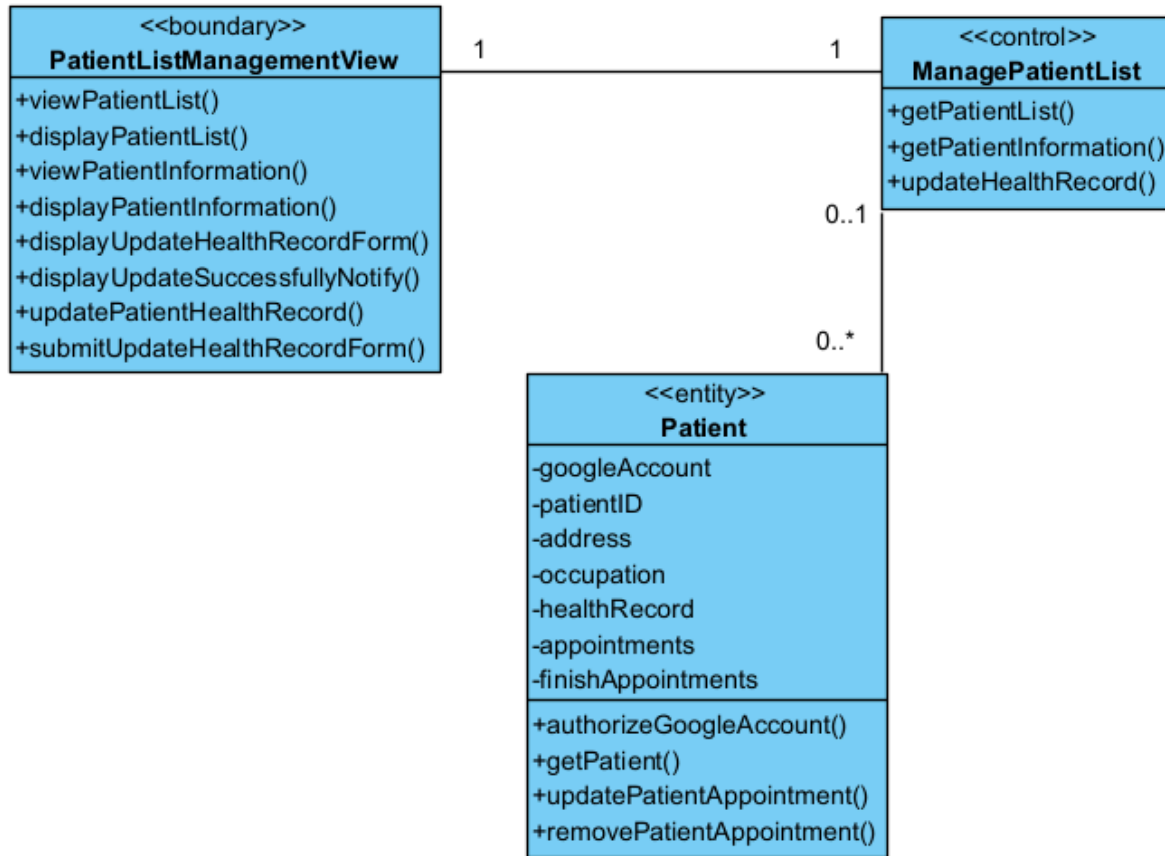 <<boundary>>
PatientListManagementView
+viewPatientList()
+displayPatientList()
+viewPatientInformation()
+displayPatientInformation()
+displayUpdateHealthRecordForm()
+displayUpdateSuccessfullyNotify()
+updatePatientHealthRecord()
+submitUpdateHealthRecordForm()
1
1
<<control>>
ManagePatientList
+getPatientList()
+getPatientInformation()
+updateHealthRecord()
0..1
0..*
<<entity>>
Patient
-googleAccount
-patientID
-address
-occupation
-healthRecord
-appointments
-finishAppointments
+authorizeGoogleAccount()
+getPatient()
+updatePatientAppointment()
+removePatientAppointment()